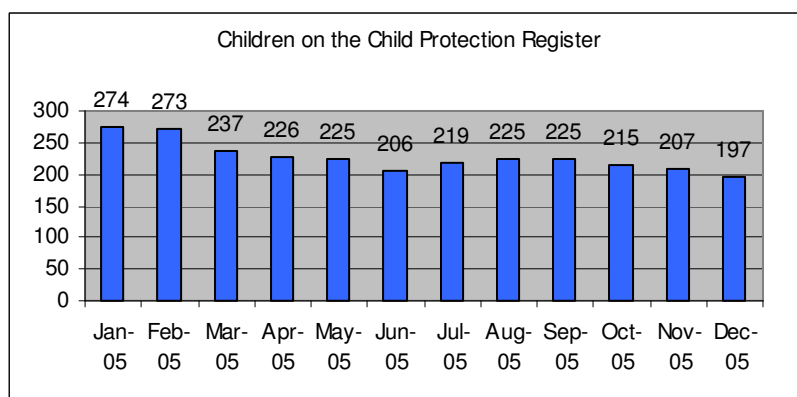 Children on the Child Protection Register
274 273 237 226 225 206 219 225 225 215 207 197
300
250
200
150
100
50
0
Jan- Feb- Mar- Apr- May- Jun- Jul- Aug- Sep- Oct- Nov- Dec-
05 05 05 05 05 05 05 05 05 05 05 05